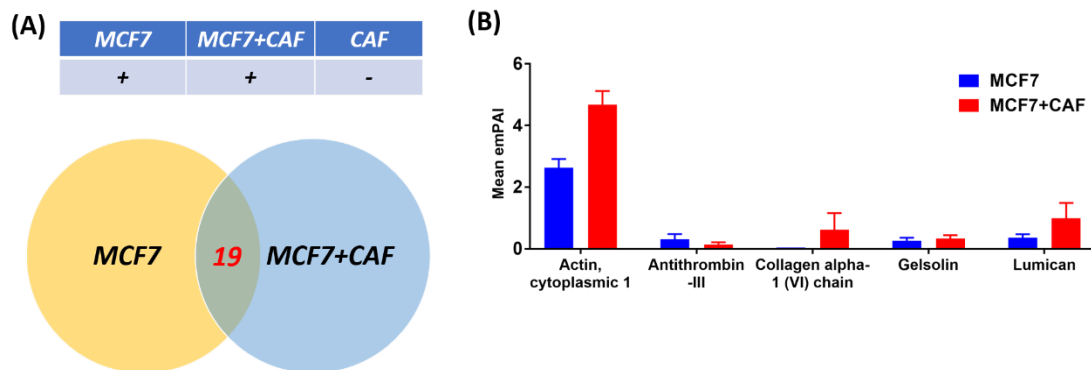 (A)
MCF7 MCF7+CAF CAF
+ + -
MCF7 19 MCF7+CAF
(B)
Mean emPAI
6
4
2
0
MCF7
MCF7+CAF
Actin, cytoplasmic 1
Antithrombin -III
Collagen alpha- 1 (VI) chain
Gelsolin
Lumican